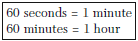 60 seconds = 1 minute
60 minutes = 1 hour